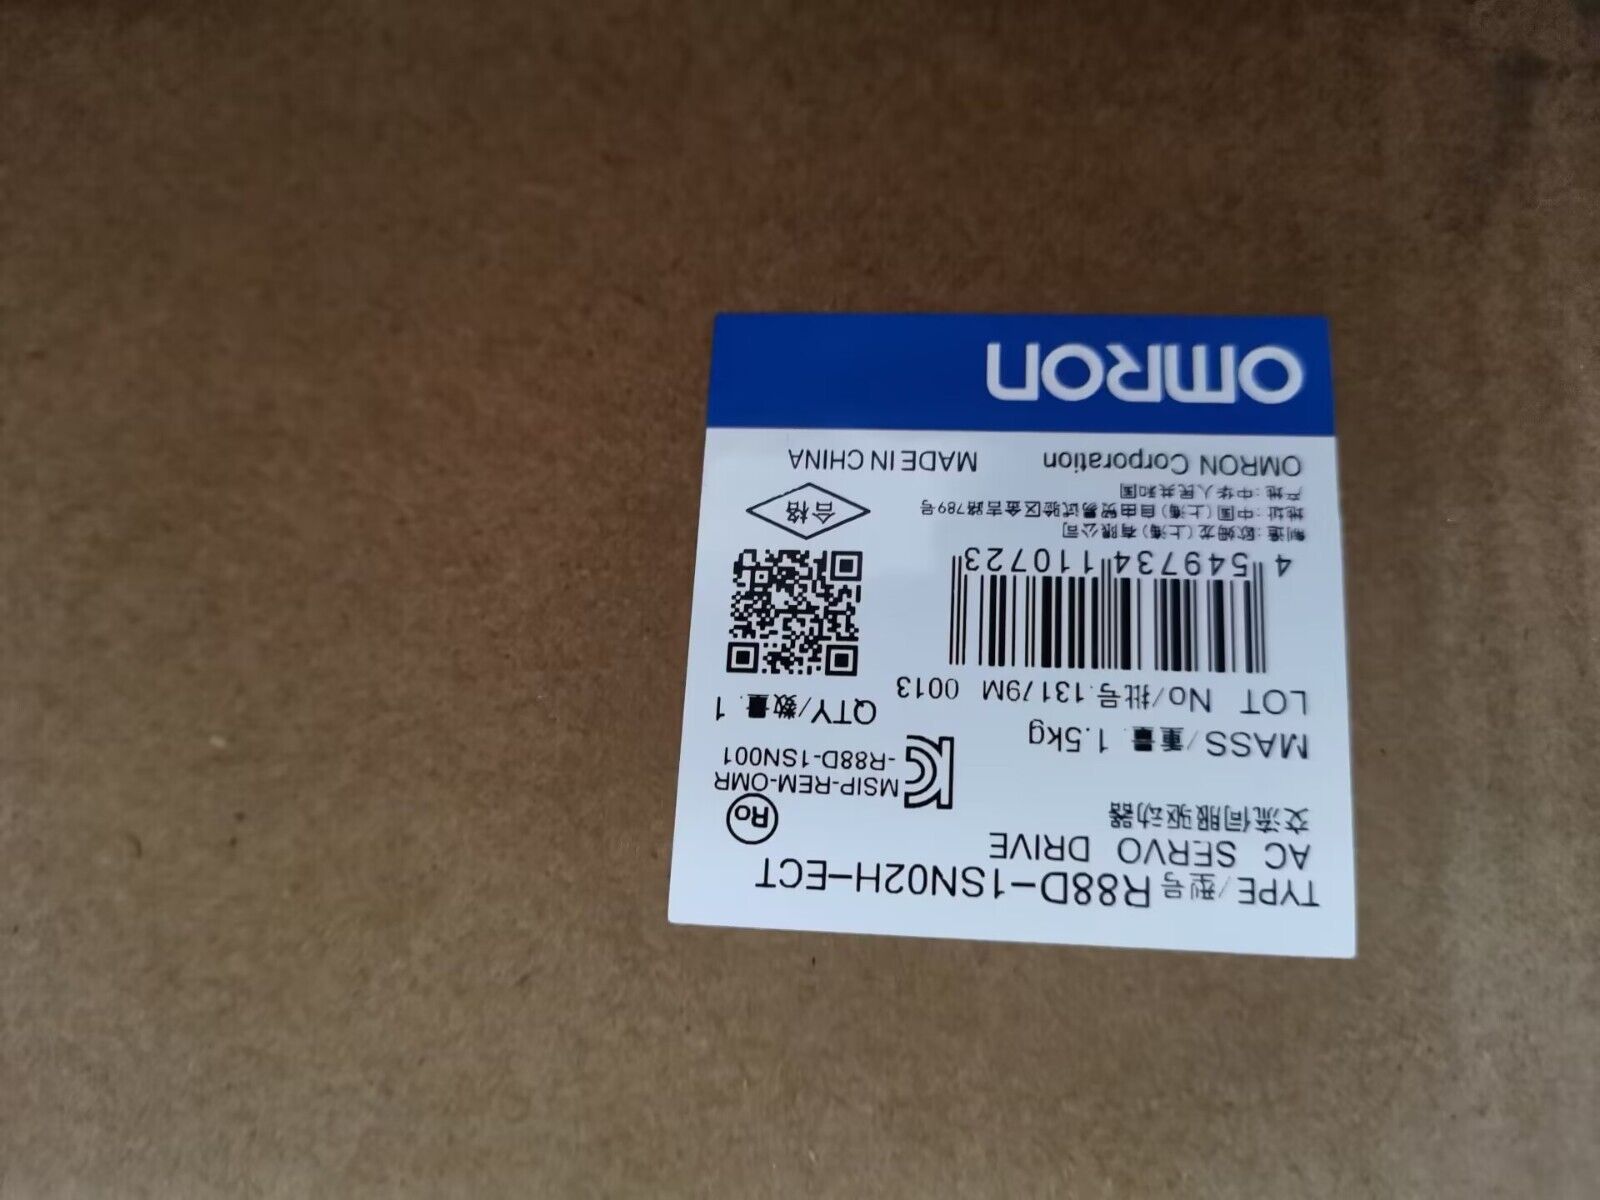 TYPE/型号 R88D-1SN02H-ECT
AC SERVO DRIVE
交流伺服驱动器
MSIP-REM-OMR
-R88D-1SN001
MASS/重量. 1.5kg
QTY/数量. 1
LOT No/批号.13179M 0013
4 549734 110723
制造:欧姆龙(上海)有限公司
地址:中国(上海)自由贸易试验区金吉路789号
产地:中华人民共和国
合格
OMRON Corporation MADE IN CHINA
OMRON
Ro